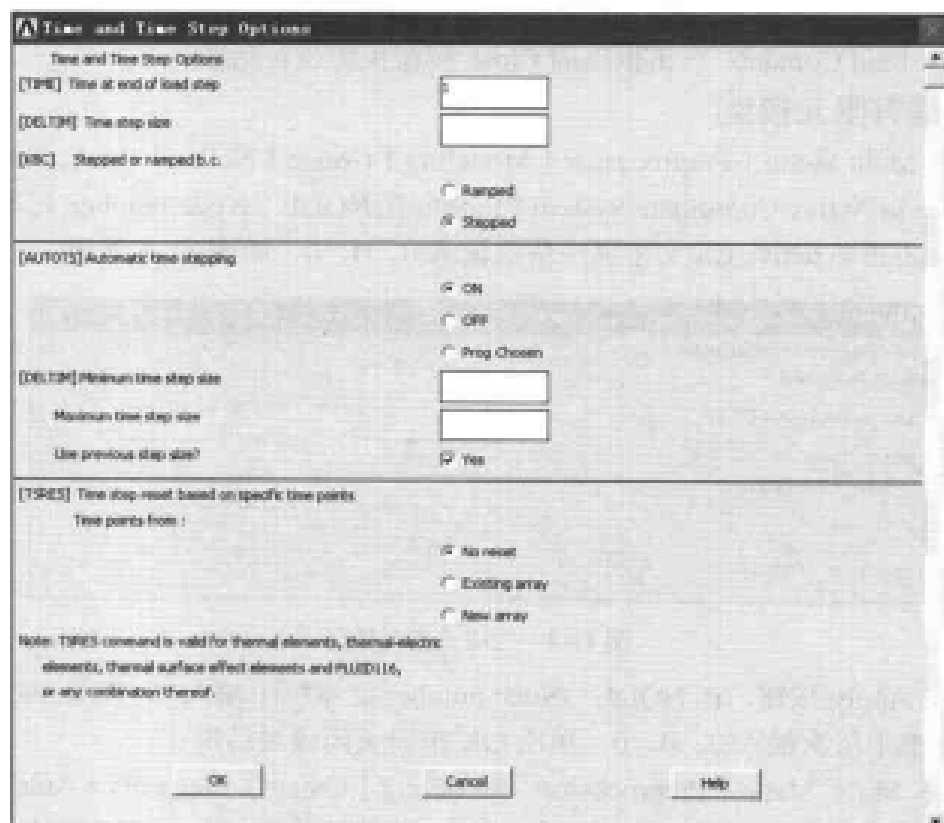 Time and Time Step Options
Time and Time Step Options
[TIME] Time at end of load step
[DELTIM] Time step size
[KBC] Stepped or ramped b.c.
Ramped
Stepped
[AUTOTS] Automatic time stepping
ON
OFF
Prog Chosen
[DELTIM] Minimum time step size
Maximum time step size
Use previous step size?
Yes
[TSRES] Time step reset based on specific time points
Time points from :
No reset
Existing array
New array
Note: TSRES command is valid for thermal elements, thermal-electric
elements, thermal surface effect elements and FLUID116,
or any combination thereof.
OK
Cancel
Help